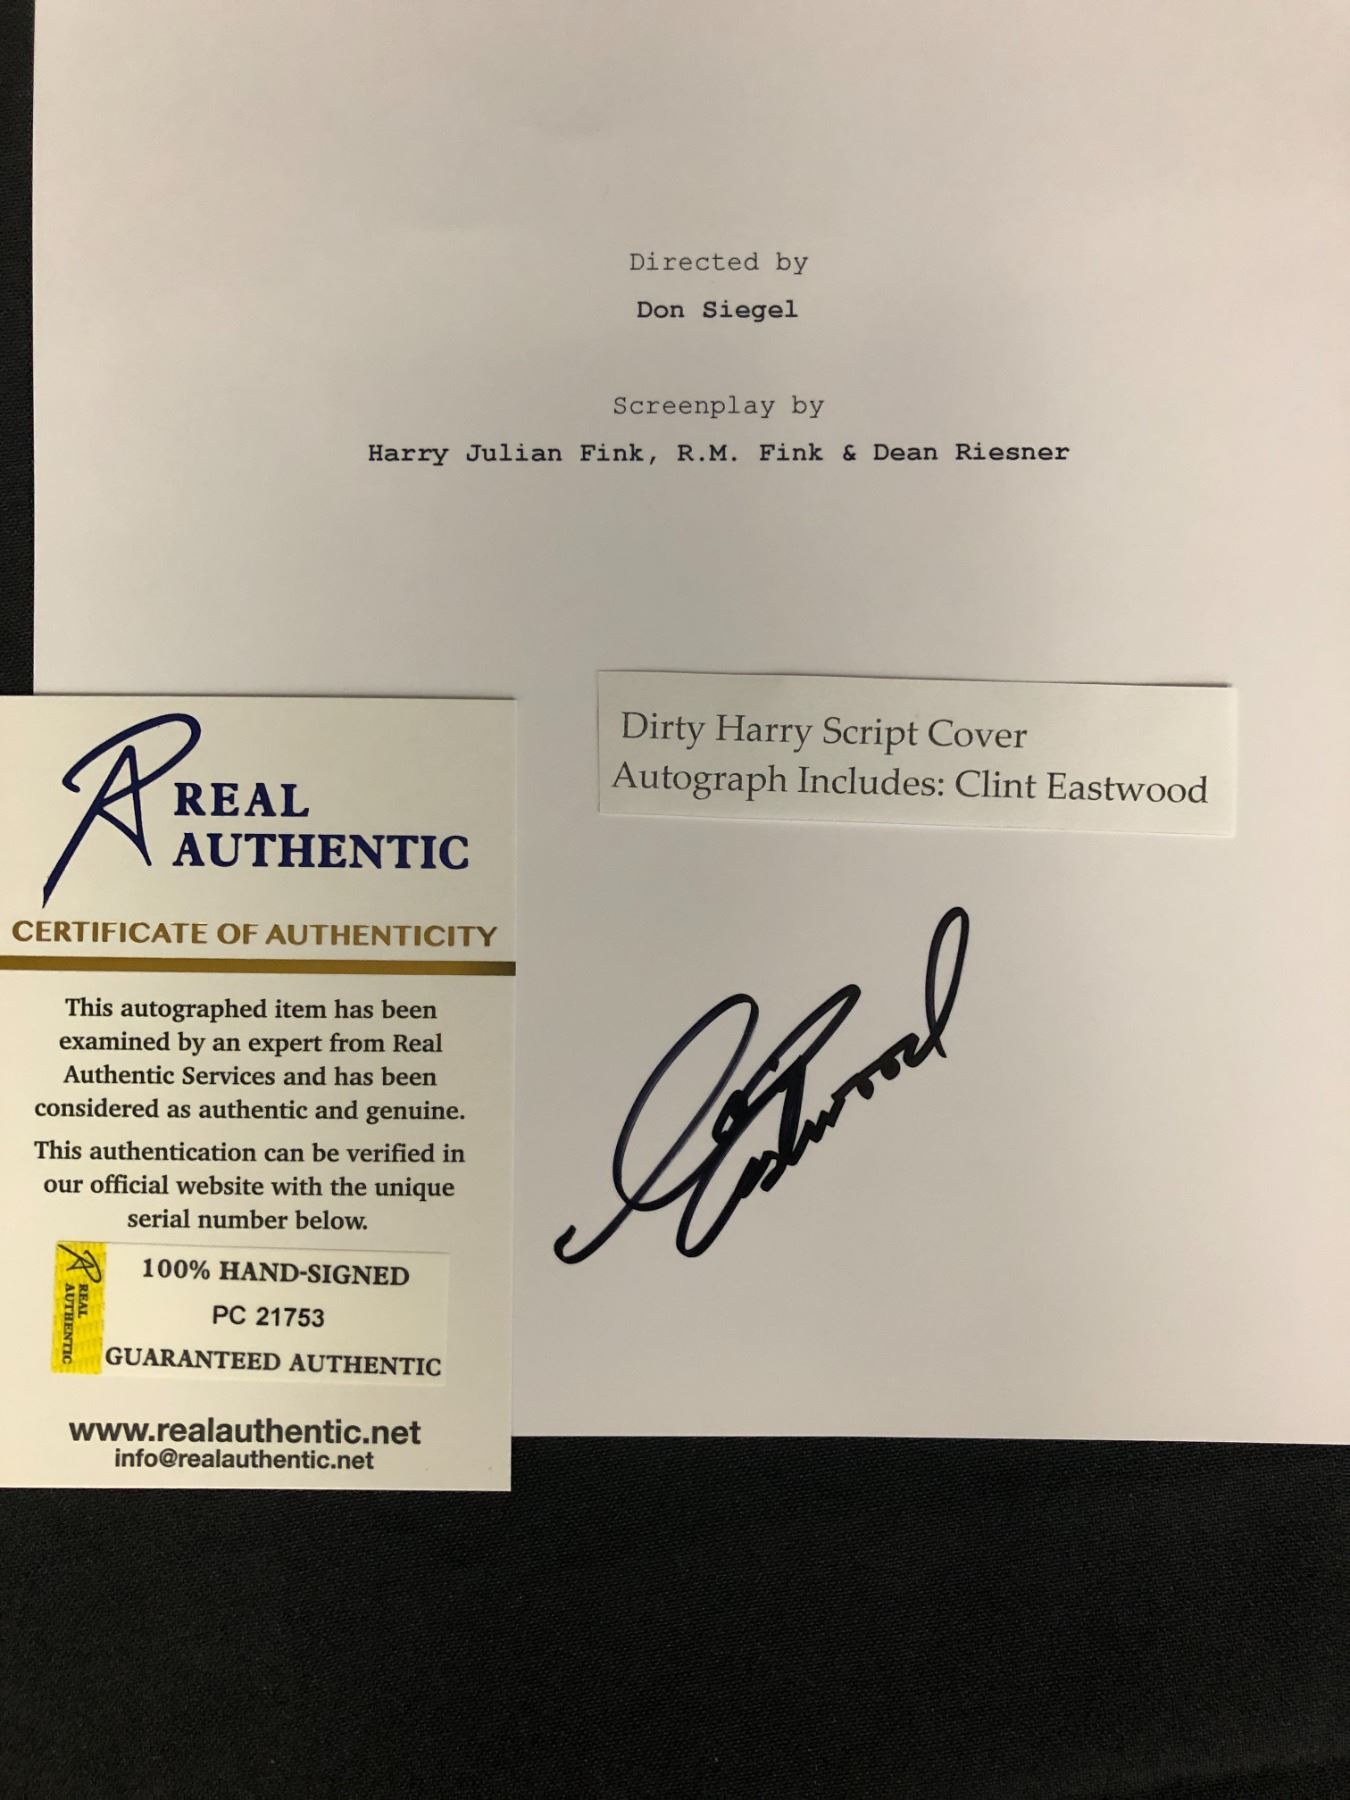 Directed by
Don Siegel
Screenplay by
Harry Julian Fink, R.M. Fink & Dean Riesner
Dirty Harry Script Cover
Autograph Includes: Clint Eastwood
REAL
AUTHENTIC
CERTIFICATE OF AUTHENTICITY
This autographed item has been
examined by an expert from Real
Authentic Services and has been
considered as authentic and genuine.
This authentication can be verified in
our official website with the unique
serial number below.
REAL
AUTHENTIC
100% HAND-SIGNED
PC 21753
GUARANTEED AUTHENTIC
www.realauthentic.net
info@realauthentic.net
Eastwood